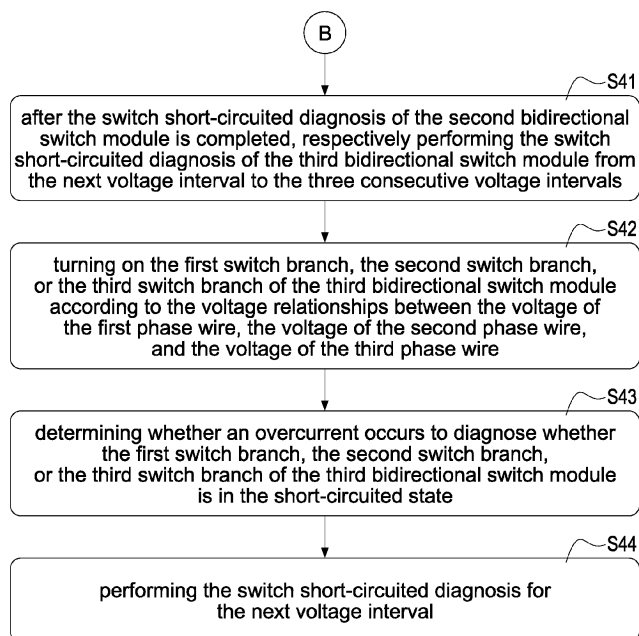 B
S41
after the switch short-circuited diagnosis of the second bidirectional
switch module is completed, respectively performing the switch
short-circuited diagnosis of the third bidirectional switch module from
the next voltage interval to the three consecutive voltage intervals
S42
turning on the first switch branch, the second switch branch,
or the third switch branch of the third bidirectional switch module
according to the voltage relationships between the voltage of
the first phase wire, the voltage of the second phase wire,
and the voltage of the third phase wire
S43
determining whether an overcurrent occurs to diagnose whether
the first switch branch, the second switch branch,
or the third switch branch of the third bidirectional switch module
is in the short-circuited state
S44
performing the switch short-circuited diagnosis for
the next voltage interval